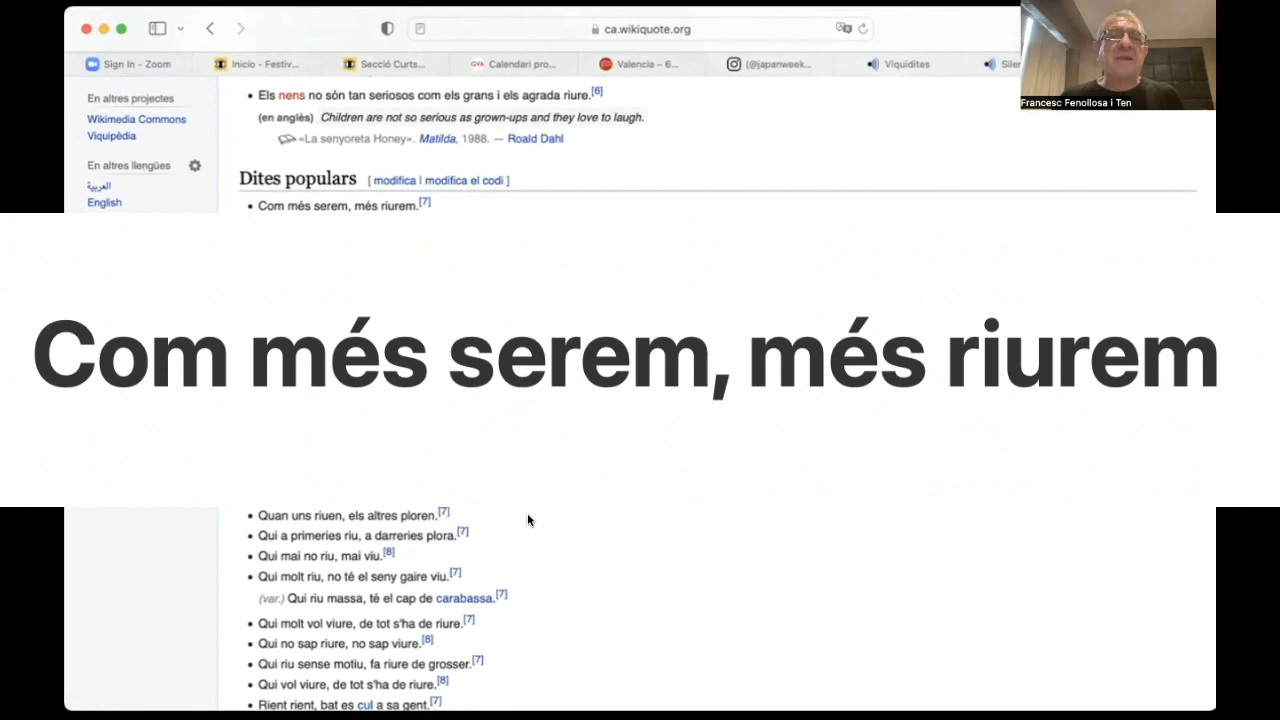 ca.wikiquote.org
Sign In - Zoom
Inicio - Festiv...
Secció Curts...
GVA Calendari pro...
Valencia – 6...
(@japanweek...
Viquidites
Siler
Francesc Fenollosa i Ten
En altres projectes
Wikimedia Commons
Viquipèdia
En altres llengües
العربية
English
• Els nens no són tan seriosos com els grans i els agrada riure.[6]
(en anglès) Children are not so serious as grown-ups and they love to laugh.
«La senyoreta Honey». Matilda, 1988. — Roald Dahl
Dites populars [ modifica | modifica el codi ]
• Com més serem, més riurem.[7]
Com més serem, més riurem
• Quan uns riuen, els altres ploren.[7]
• Qui a primeries riu, a darreries plora.[7]
• Qui mai no riu, mai viu.[8]
• Qui molt riu, no té el seny gaire viu.[7]
(var.) Qui riu massa, té el cap de carabassa.[7]
• Qui molt vol viure, de tot s'ha de riure.[7]
• Qui no sap riure, no sap viure.[8]
• Qui riu sense motiu, fa riure de grosser.[7]
• Qui vol viure, de tot s'ha de riure.[8]
• Rient rient, bat es cul a sa gent.[7]